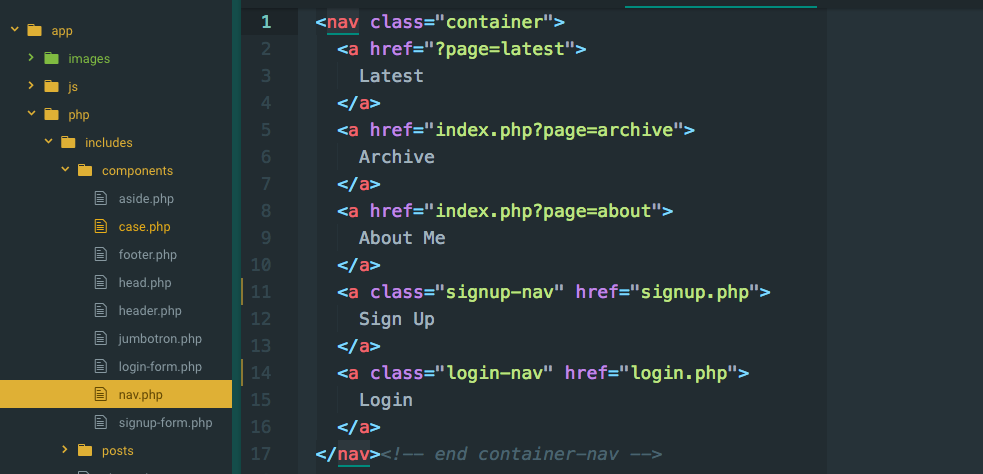 app
images
js
php
includes
components
aside.php
case.php
footer.php
head.php
header.php
jumbotron.php
login-form.php
nav.php
signup-form.php
posts
1 <nav class="container">
2 <a href="?page=latest">
3 Latest
4 </a>
5 <a href="index.php?page=archive">
6 Archive
7 </a>
8 <a href="index.php?page=about">
9 About Me
10 </a>
11 <a class="signup-nav" href="signup.php">
12 Sign Up
13 </a>
14 <a class="login-nav" href="login.php">
15 Login
16 </a>
17 </nav><!-- end container-nav -->